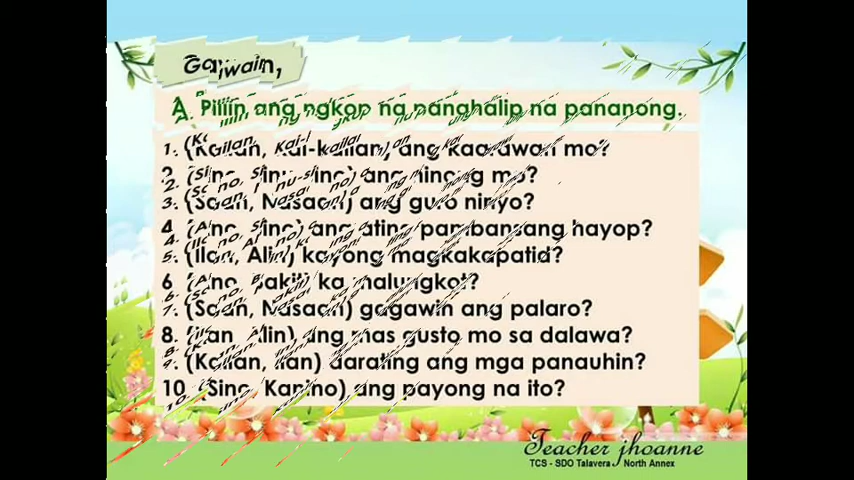 Gawain
A. Piliin ang angkop na panghalip na pananong.
1. (Kailan, Kai-kailan) ang kaarawan mo?
2. (Sino, Sinu-sino) ang ninong mo?
3. (Saan, Nasaan) ang guro ninyo?
4. (Ano, Sino) ang ating pambansang hayop?
5. (Ilan, Alin) kayong magkakapatid?
6. (Ano, Bakit) ka malungkot?
7. (Saan, Nasaan) gagawin ang palaro?
8. (Ilan, Alin) ang mas gusto mo sa dalawa?
9. (Kailan, Ilan) darating ang mga panauhin?
10. (Sino, Kanino) ang payong na ito?
Teacher jhoanne
TCS - SDO Talavera North Annex